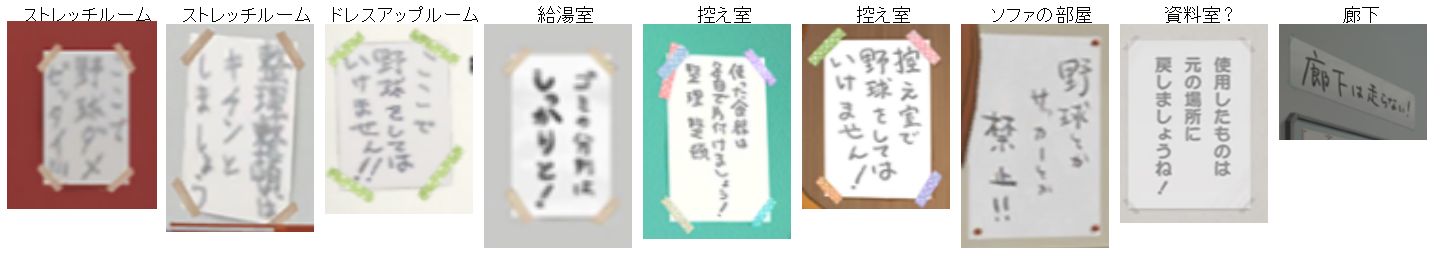 ストレッチルーム
ここで
野球ダメ
ゼッタイ!!
ストレッチルーム
整理整頓は
キチンと
しましょう
ドレスアップルーム
ここで
野球をしては
いけません!!
給湯室
ゴミの分別は
しっかりと!
控え室
使った食器は
各自で片付けましょう!
整理整頓
控え室
控え室で
野球をしては
いけません!
ソファの部屋
野球とか
サッカーとか
禁止!!
資料室?
使用したものは
元の場所に
戻しましょうね!
廊下
廊下は走らない!